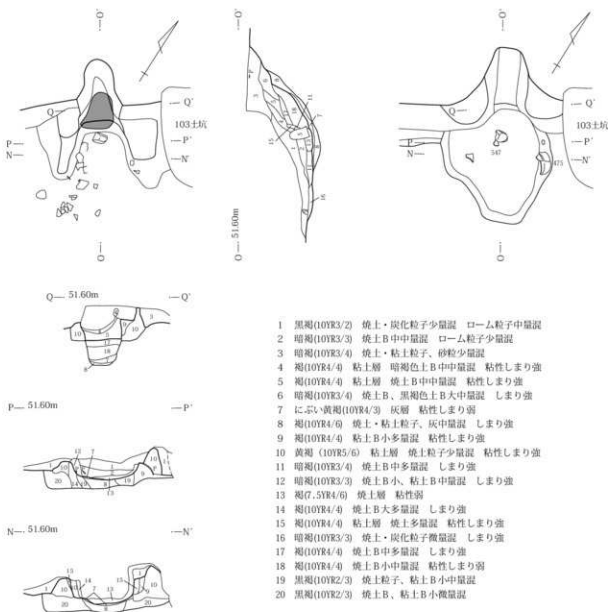 O'
O'
Q
Q'
103土坑
P
P'
N
N'
O
51.60m
O
Q'
103土坑
P'
N'
547
475
Q
P
N
O'
O
Q 51.60m Q'
P 51.60m P'
N 51.60m N'
1 黒褐(10YR3/2) 焼土・炭化粒子少量混 ローム粒子中量混
2 暗褐(10YR3/3) 焼土B中中量混 ローム粒子少量混
3 暗褐(10YR3/4) 焼土・粘土粒子、砂粒少量混
4 褐(10YR4/4) 粘土層 暗褐色土B中中量混 粘性しまり強
5 褐(10YR4/4) 粘土層 焼土B中中量混 粘性しまり強
6 暗褐(10YR3/4) 焼土B、黒褐色土B大中量混 しまり強
7 にぶい黄褐(10YR4/3) 灰層 粘性しまり弱
8 褐(10YR4/6) 焼土・粘土粒子、灰中量混 しまり強
9 褐(10YR4/4) 粘土B小多量混 粘性しまり強
10 黄褐(10YR5/6) 粘土層 焼土粒子少量混 粘性しまり強
11 暗褐(10YR3/4) 焼土B中多量混 しまり強
12 暗褐(10YR3/3) 焼土B小、粘土B中量混 しまり強
13 褐(7.5YR4/6) 焼土層 粘性弱
14 褐(10YR4/4) 焼土B大多量混 しまり強
15 褐(10YR4/4) 粘土層 焼土多量混 粘性しまり強
16 暗褐(10YR3/3) 焼土・炭化粒子微量混 しまり強
17 褐(10YR4/4) 焼土B中多量混 しまり強
18 褐(10YR4/4) 焼土B小中量混 粘性しまり弱
19 黒褐(10YR2/3) 焼土粒子、粘土B小中量混
20 黒褐(10YR2/3) 焼土B、粘土B小微量混